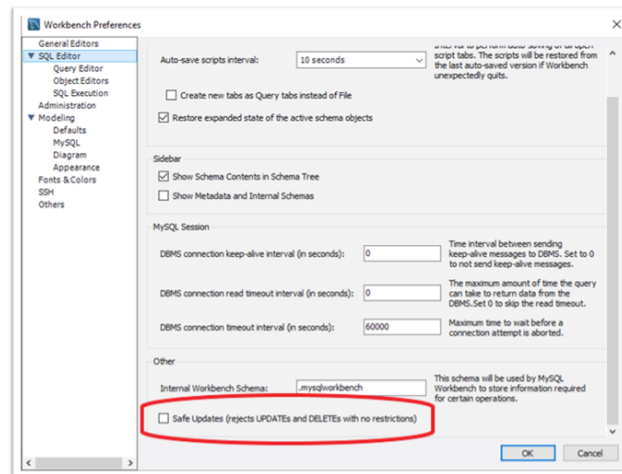 Workbench Preferences
General Editors
SQL Editor
Query Editor
Object Editors
SQL Execution
Administration
Modeling
Defaults
MySQL
Diagram
Appearance
Fonts & Colors
SSH
Others
Auto-save scripts interval:
10 seconds
interval to perform auto-saving of all open
script tabs. The scripts will be restored from
the last auto-saved version if Workbench
unexpectedly quits.
Create new tabs as Query tabs instead of File
Restore expanded state of the active schema objects
Sidebar
Show Schema Contents in Schema Tree
Show Metadata and Internal Schemas
MySQL Session
DBMS connection keep-alive interval (in seconds):
0
Time interval between sending
keep-alive messages to DBMS. Set to 0
to not send keep-alive messages.
DBMS connection read timeout interval (in seconds):
0
The maximum amount of time the query
can take to return data from the
DBMS.Set 0 to skip the read timeout.
DBMS connection timeout interval (in seconds):
60000
Maximum time to wait before a
connection attempt is aborted.
Other
Internal Workbench Schema:
.mysqlworkbench
This schema will be used by MySQL
Workbench to store information required
for certain operations.
Safe Updates (rejects UPDATEs and DELETEs with no restrictions)
OK
Cancel